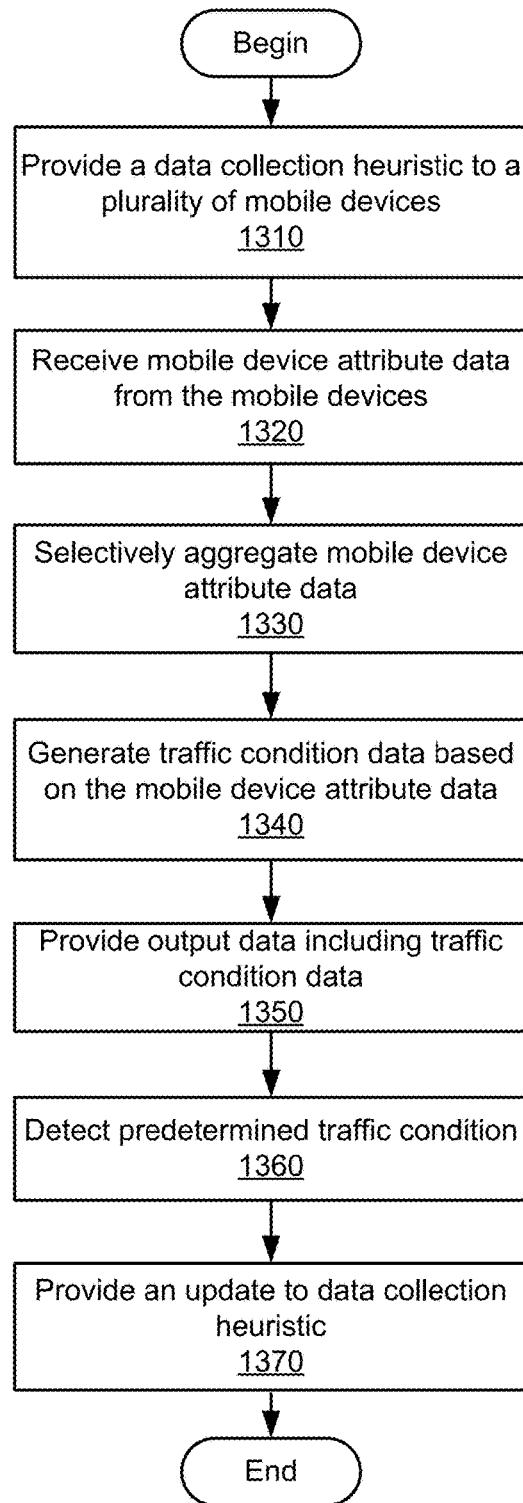 Begin
Provide a data collection heuristic to a
plurality of mobile devices
1310
Receive mobile device attribute data
from the mobile devices
1320
Selectively aggregate mobile device
attribute data
1330
Generate traffic condition data based
on the mobile device attribute data
1340
Provide output data including traffic
condition data
1350
Detect predetermined traffic condition
1360
Provide an update to data collection
heuristic
1370
End